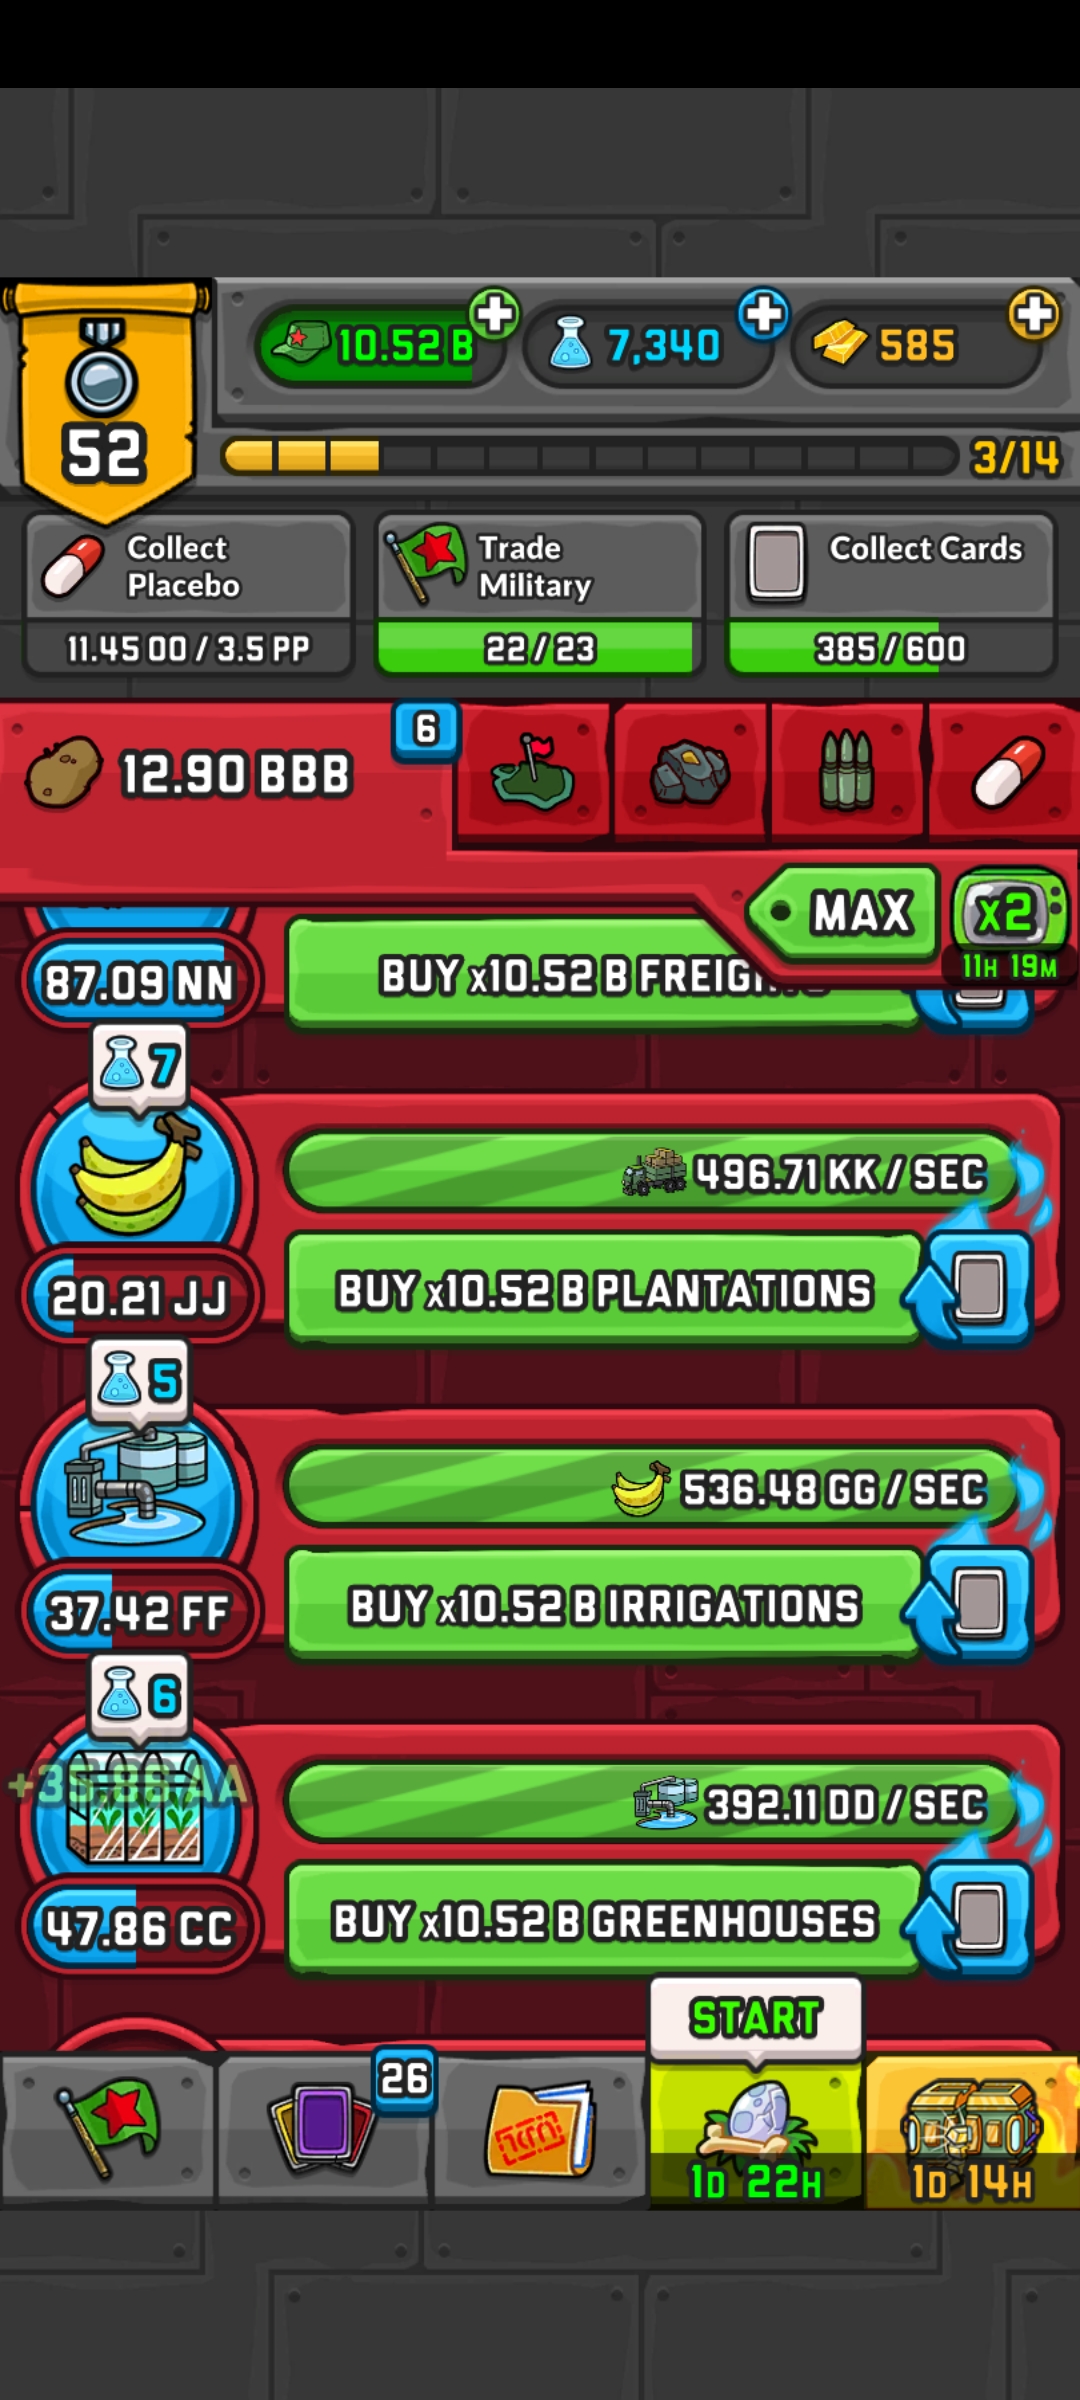 10.52 B
7,340
585
52
3/14
Collect
Placebo
11.45 OO / 3.5 PP
Trade
Military
22 / 23
Collect Cards
385 / 600
12.90 BBB
6
MAX
x2
11H 19M
87.09 NN
BUY x10.52 B
7
496.71 KK / SEC
20.21 JJ
BUY x10.52 B PLANTATIONS
5
536.48 GG / SEC
37.42 FF
BUY x10.52 B IRRIGATIONS
6
+35.86 AA
392.11 DD / SEC
47.86 CC
BUY x10.52 B GREENHOUSES
START
26
1D 22H
1D 14H